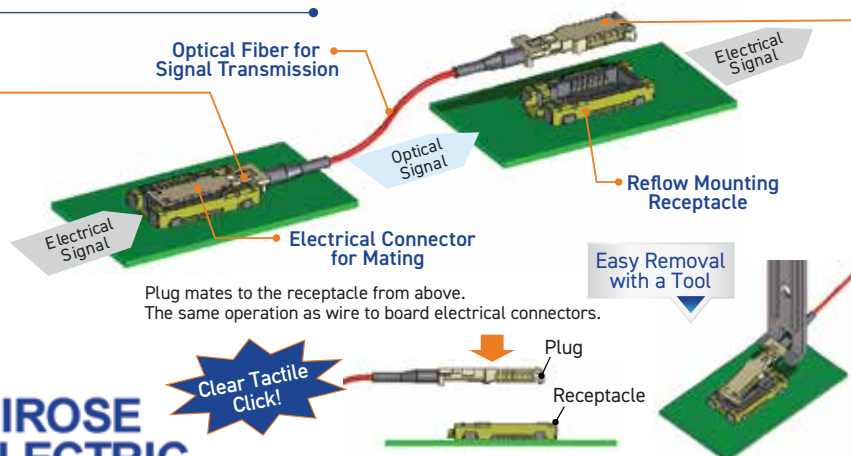 Optical Fiber for
Signal Transmission
Electrical
Signal
Optical
Signal
Reflow Mounting
Receptacle
Electrical
Signal
Electrical Connector
for Mating
Easy Removal
with a Tool
Plug mates to the receptacle from above.
The same operation as wire to board electrical connectors.
Clear Tactile
Click!
Plug
Receptacle
IROSE
LECTRIC